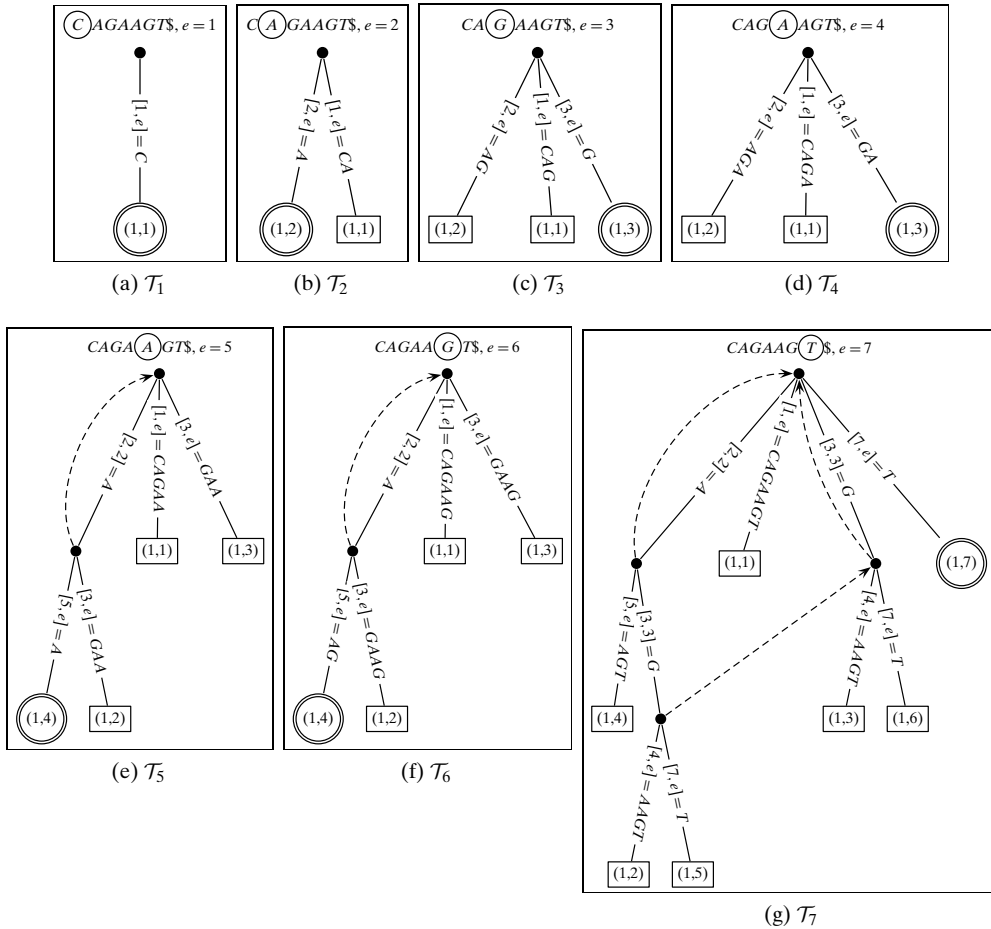 CAGAAGT$, e = 1
[1, e] = C
(1,1)
(a) 𝒯₁
CAGAAGT$, e = 2
[2, e] = A
[1, e] = CA
(1,2)
(1,1)
(b) 𝒯₂
CAGAAGT$, e = 3
[2, e] = AG
[1, e] = CAG
[3, e] = G
(1,2)
(1,1)
(1,3)
(c) 𝒯₃
CAGAAGT$, e = 4
[2, e] = AGA
[1, e] = CAGA
[3, e] = GA
(1,2)
(1,1)
(1,3)
(d) 𝒯₄
CAGAAGT$, e = 5
[2,2] = A
[1, e] = CAGAA
[3, e] = GAA
(1,1)
(1,3)
[5, e] = A
[3, e] = GAA
(1,4)
(1,2)
(e) 𝒯₅
CAGAAGT$, e = 6
[2,2] = A
[1, e] = CAGAAG
[3, e] = GAAG
(1,1)
(1,3)
[5, e] = AG
[3, e] = GAAG
(1,4)
(1,2)
(f) 𝒯₆
CAGAAGT$, e = 7
[2,2] = A
[1, e] = CAGAAGT
[3,3] = G
[7, e] = T
(1,1)
(1,7)
[5, e] = AGT
[3,3] = G
[4, e] = AAGT
[7, e] = T
(1,4)
(1,3)
(1,6)
[4, e] = AAGT
[7, e] = T
(1,2)
(1,5)
(g) 𝒯₇